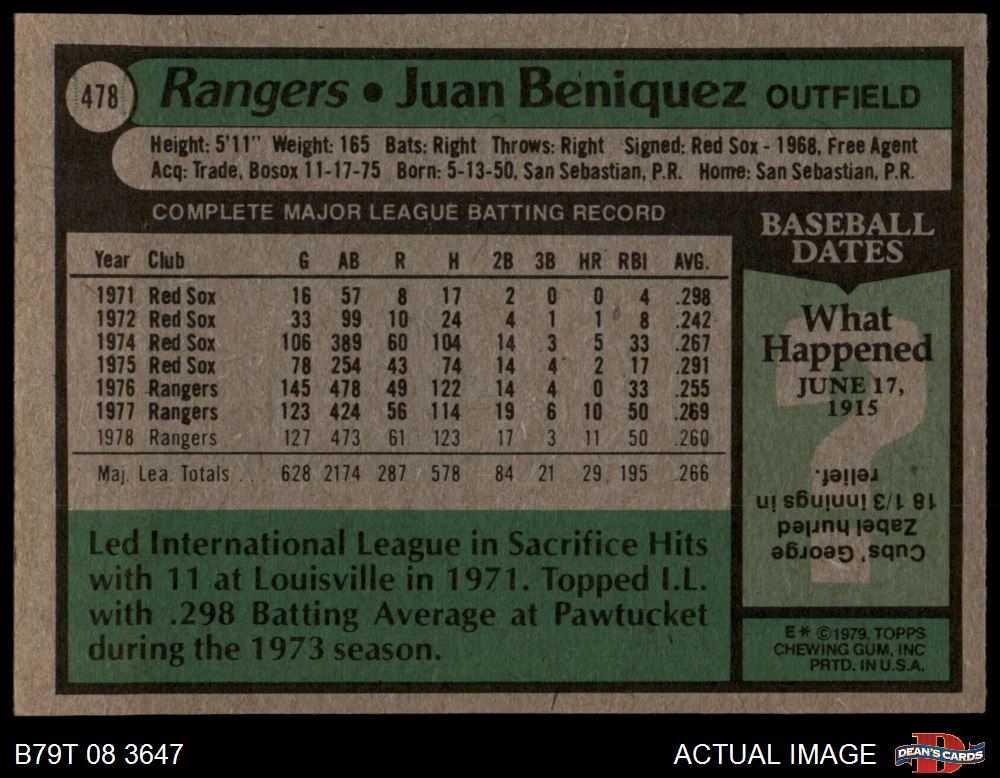 478
Rangers • Juan Beniquez OUTFIELD
Height: 5'11" Weight: 165 Bats: Right Throws: Right Signed: Red Sox - 1968, Free Agent
Acq: Trade, Bosox 11-17-75 Born: 5-13-50, San Sebastian, P.R. Home: San Sebastian, P.R.
COMPLETE MAJOR LEAGUE BATTING RECORD
Year Club G AB R H 2B 3B HR RBI AVG.
1971 Red Sox 16 57 8 17 2 0 0 4 .298
1972 Red Sox 33 99 10 24 4 1 1 8 .242
1974 Red Sox 106 389 60 104 14 3 5 33 .267
1975 Red Sox 78 254 43 74 14 4 2 17 .291
1976 Rangers 145 478 49 122 14 4 0 33 .255
1977 Rangers 123 424 56 114 19 6 10 50 .269
1978 Rangers 127 473 61 123 17 3 11 50 .260
Maj. Lea. Totals 628 2174 287 578 84 21 29 195 .266
Led International League in Sacrifice Hits
with 11 at Louisville in 1971. Topped I.L.
with .298 Batting Average at Pawtucket
during the 1973 season.
BASEBALL
DATES
What
Happened
JUNE 17,
1915
?
Cubs' George
Zabel hurled
18 1/3 innings in
relief.
E* ©1979, TOPPS
CHEWING GUM, INC
PRTD. IN U.S.A.
B79T 08 3647
ACTUAL IMAGE
DEAN'S CARDS